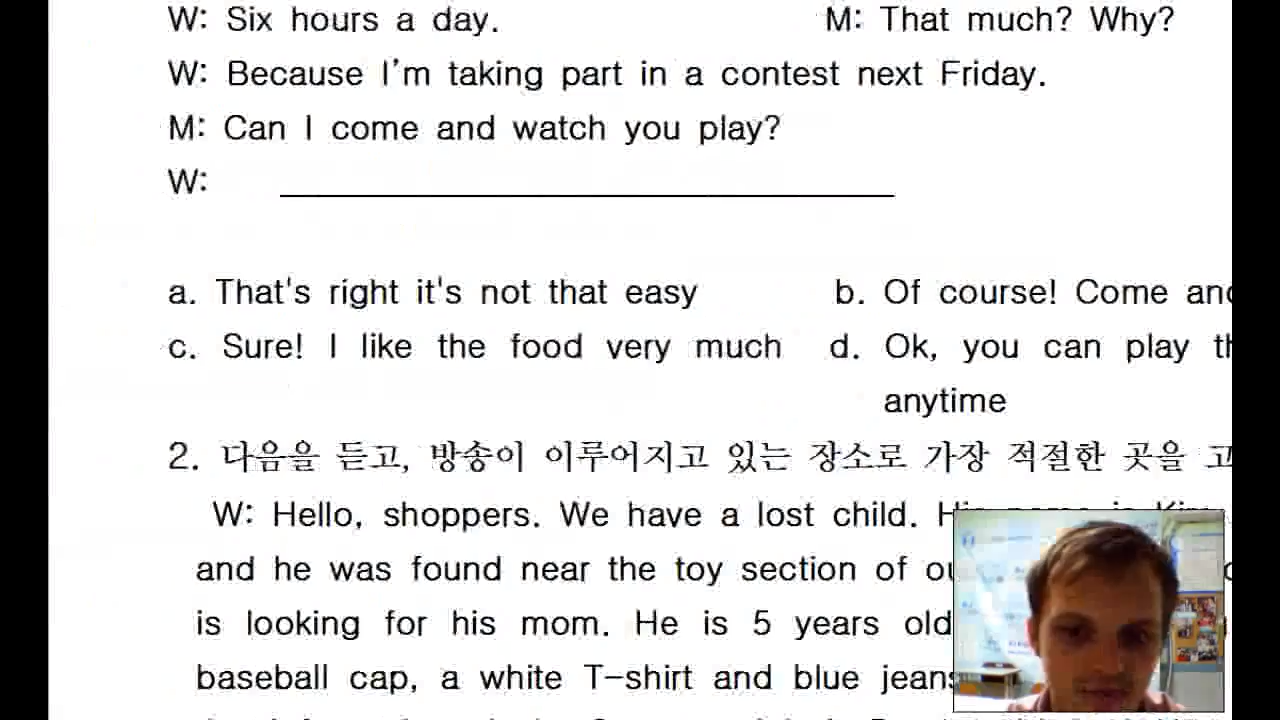 W: Six hours a day. M: That much? Why?
W: Because I'm taking part in a contest next Friday.
M: Can I come and watch you play?
W:
a. That's right it's not that easy b. Of course! Come
c. Sure! I like the food very much d. Ok, you can play
anytime
2. 다음을 듣고, 방송이 이루어지고 있는 장소로 가장 적절한 곳을
W: Hello, shoppers. We have a lost child.
and he was found near the toy section of
is looking for his mom. He is 5 years old
baseball cap, a white T-shirt and blue jeans